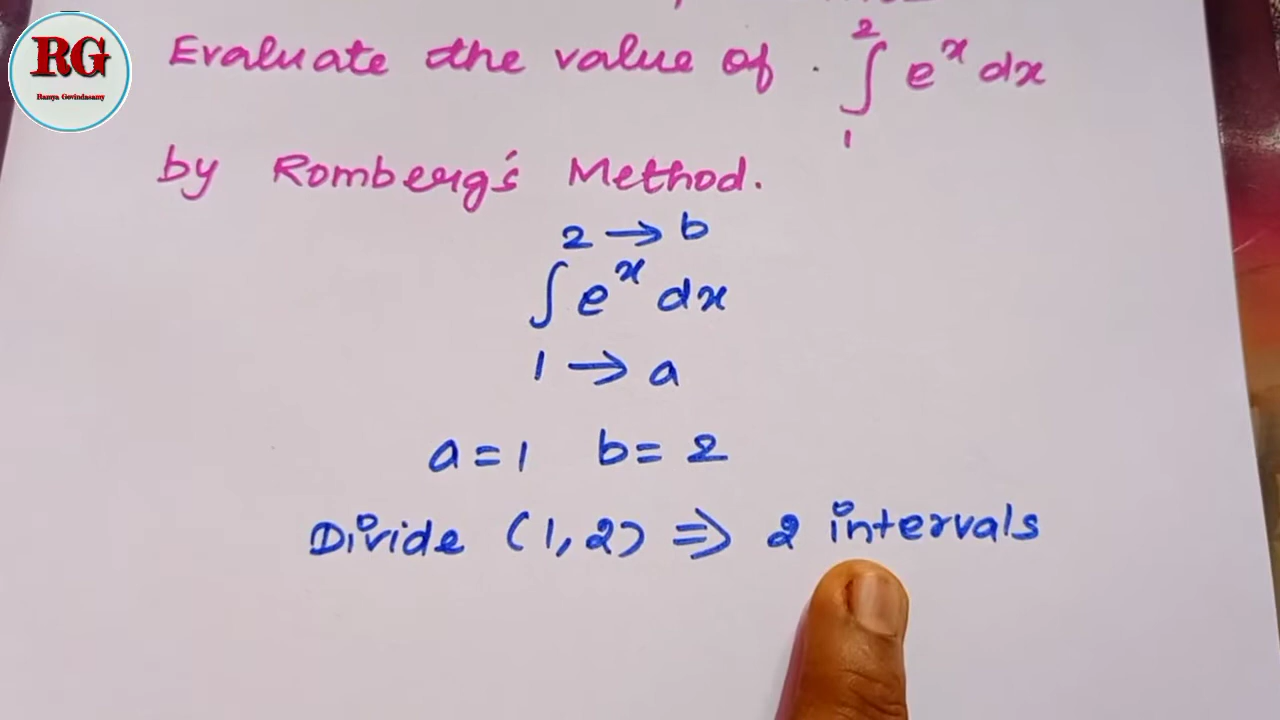 RG
Ramya Govindasamy
Evaluate the value of . ∫₁² eˣ dx
by Romberg's Method.
2 → b
∫ eˣ dx
1 → a
a = 1 b = 2
Divide (1, 2) ⇒ 2 intervals